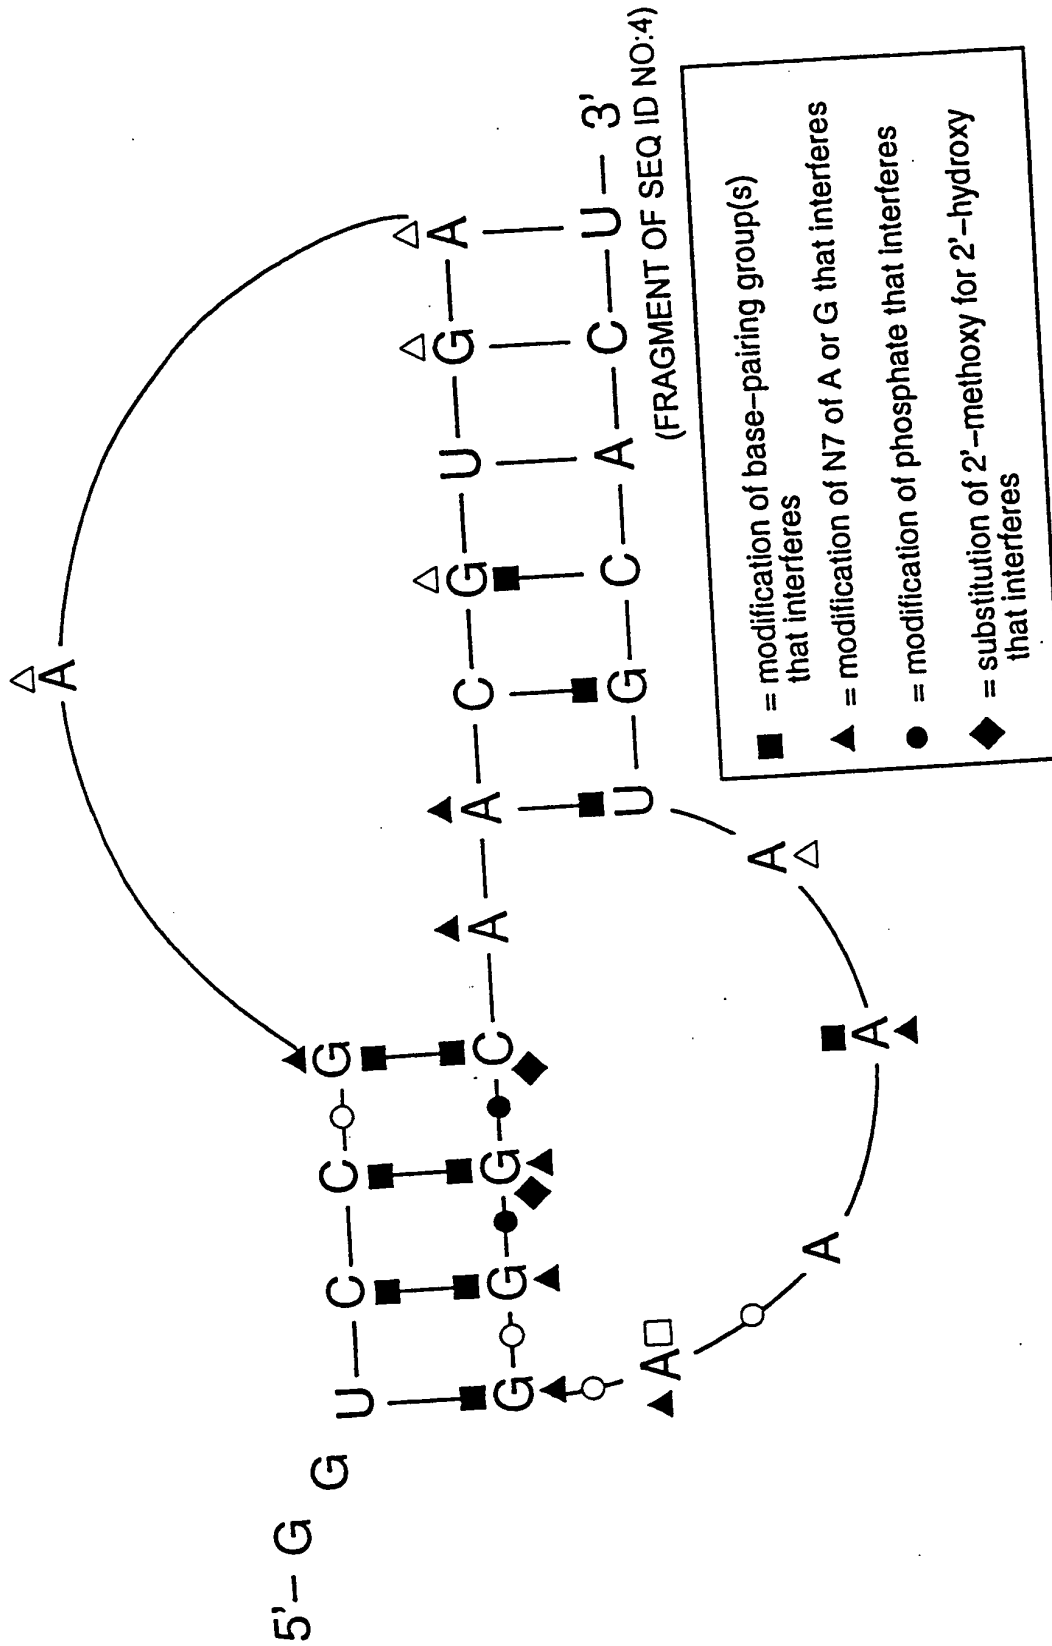 A
5'– G G U C C G
G G G C A A C G U G A
U G C A C U – 3'
(FRAGMENT OF SEQ ID NO:4)
A A A A
= modification of base–pairing group(s)
that interferes
= modification of N7 of A or G that interferes
= modification of phosphate that interferes
= substitution of 2'–methoxy for 2'–hydroxy
that interferes